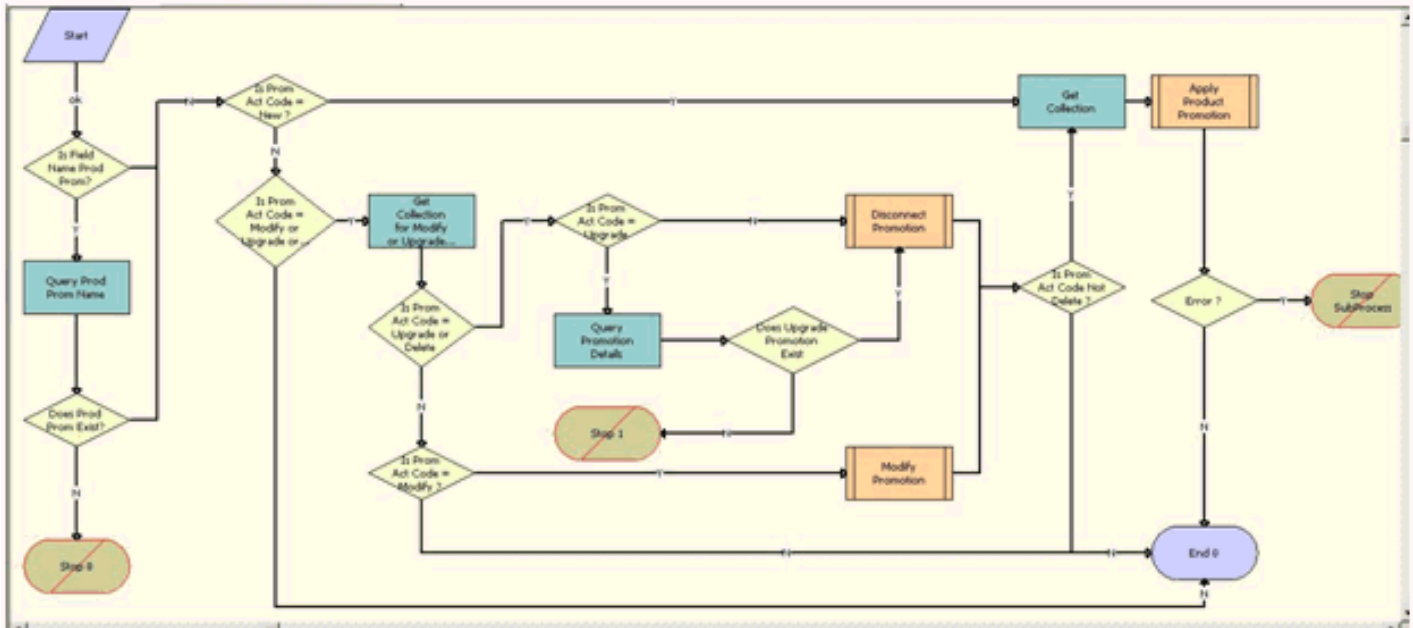 Start
ok
Is Field
Name Prod
Prom?
Y
Query Prod
Prom Name
Does Prod
Prom Exist?
N
Stop 0
N
Is Prom
Act Code =
New ?
Y
N
Is Prom
Act Code =
Modify or
Upgrade or...
Y
Get
Collection
for Modify
or Upgrade...
Is Prom
Act Code =
Upgrade or
Delete
Y
N
Is Prom
Act Code =
Modify ?
Y
N
Is Prom
Act Code =
Upgrade
N
Y
Query
Promotion
Details
Does Upgrade
Promotion
Exist
Y
N
Stop 1
Disconnect
Promotion
Modify
Promotion
Is Prom
Act Code Not
Delete ?
Y
N
Get
Collection
Apply
Product
Promotion
Error ?
Y
Stop
SubProcess
N
End 0
N